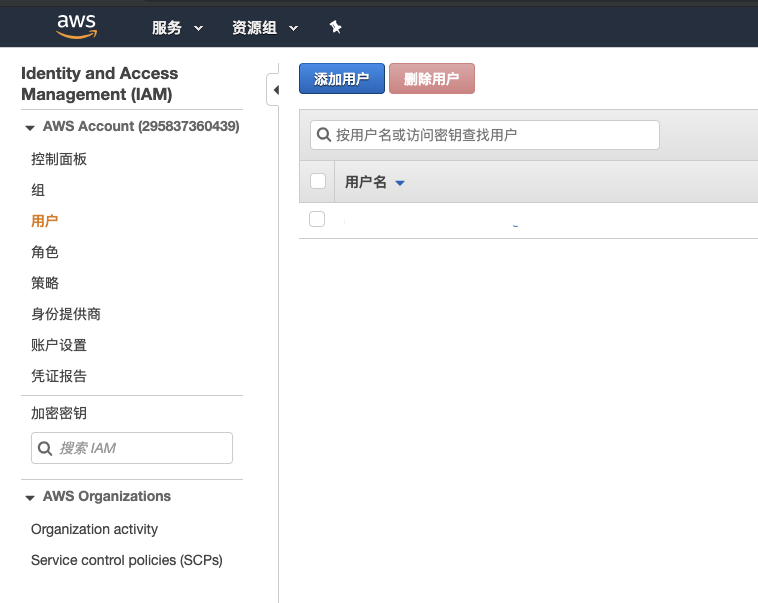 aws
服务
资源组
Identity and Access
Management (IAM)
AWS Account (295837360439)
控制面板
组
用户
角色
策略
身份提供商
账户设置
凭证报告
加密密钥
搜索 IAM
AWS Organizations
Organization activity
Service control policies (SCPs)
添加用户
删除用户
按用户名或访问密钥查找用户
用户名